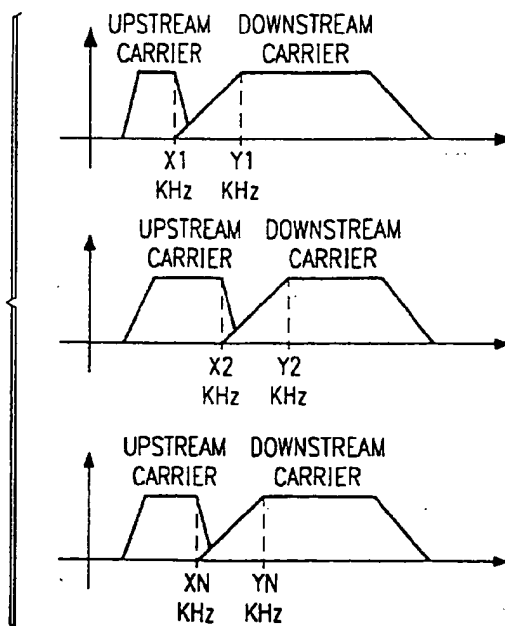 UPSTREAM DOWNSTREAM
CARRIER CARRIER
X1 Y1
KHz KHz
UPSTREAM DOWNSTREAM
CARRIER CARRIER
X2 Y2
KHz KHz
UPSTREAM DOWNSTREAM
CARRIER CARRIER
XN YN
KHz KHz